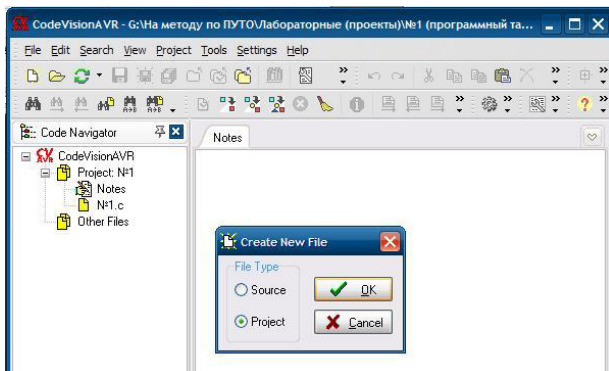 CodeVisionAVR - G:\На методу по ПУТО\Лабораторные (проекты)\№1 (программный та...
File Edit Search View Project Tools Settings Help
Code Navigator
Notes
CodeVisionAVR
Project: №1
Notes
№1.c
Other Files
Create New File
File Type
Source
OK
Project
Cancel